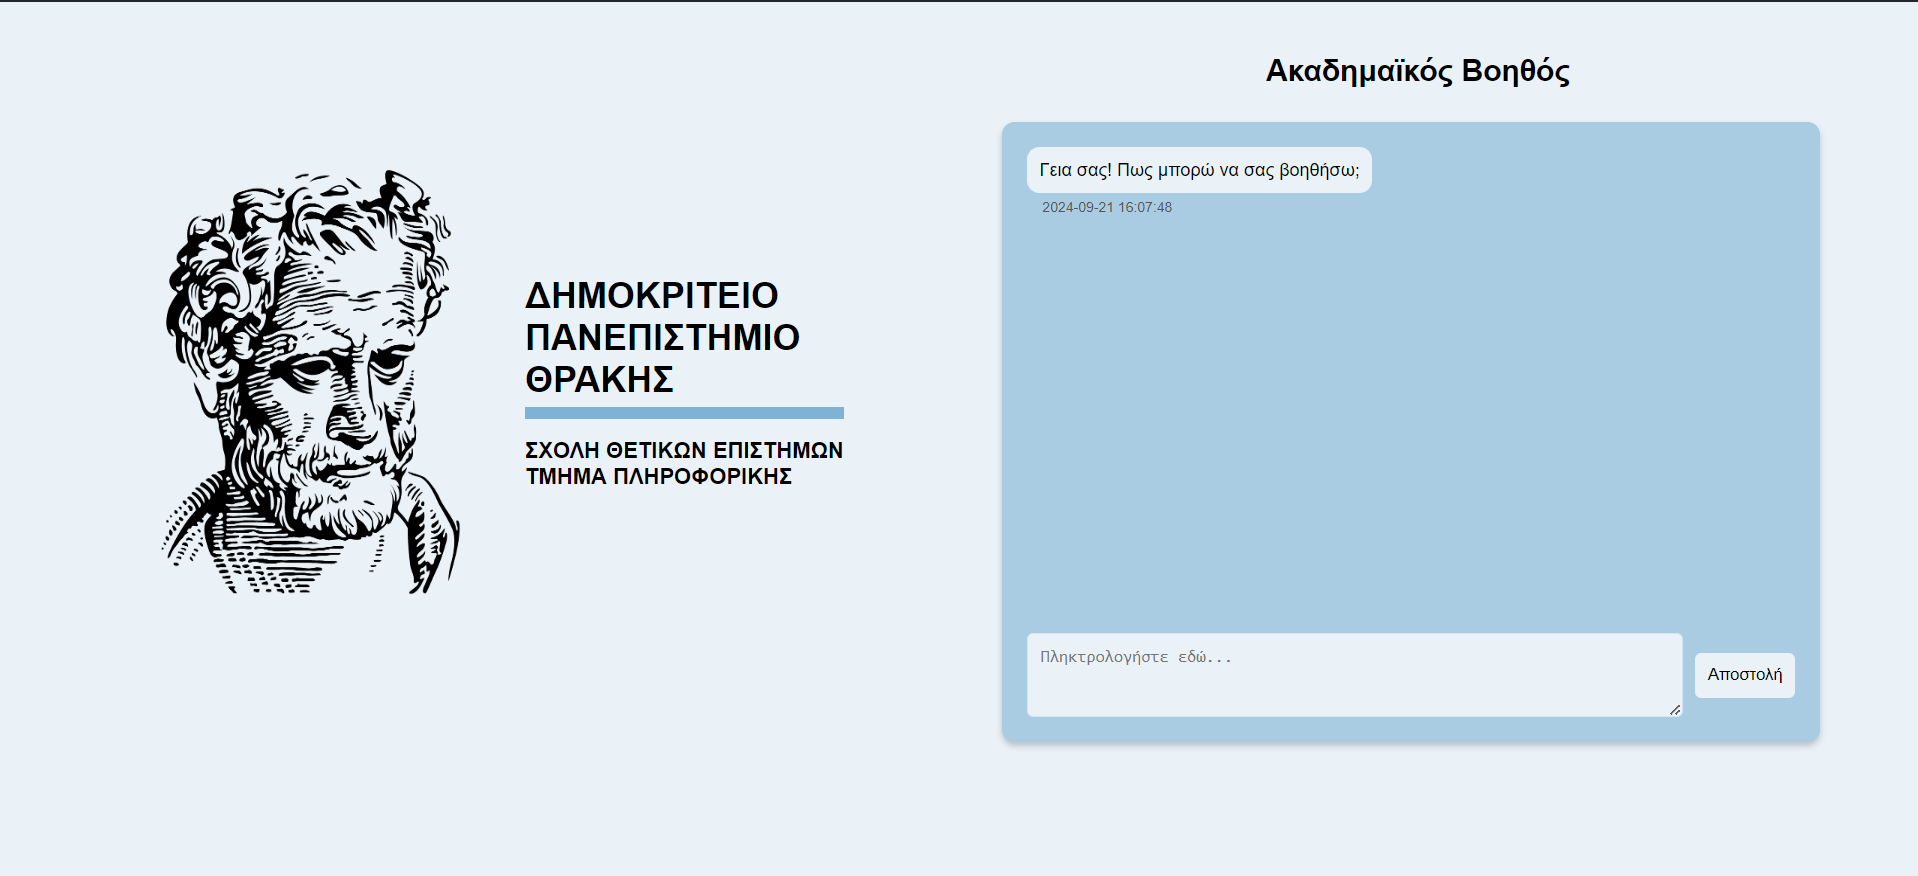 Ακαδημαϊκός Βοηθός
Γεια σας! Πως μπορώ να σας βοηθήσω;
2024-09-21 16:07:48
ΔΗΜΟΚΡΙΤΕΙΟ
ΠΑΝΕΠΙΣΤΗΜΙΟ
ΘΡΑΚΗΣ
ΣΧΟΛΗ ΘΕΤΙΚΩΝ ΕΠΙΣΤΗΜΩΝ
ΤΜΗΜΑ ΠΛΗΡΟΦΟΡΙΚΗΣ
Πληκτρολογήστε εδώ...
Αποστολή